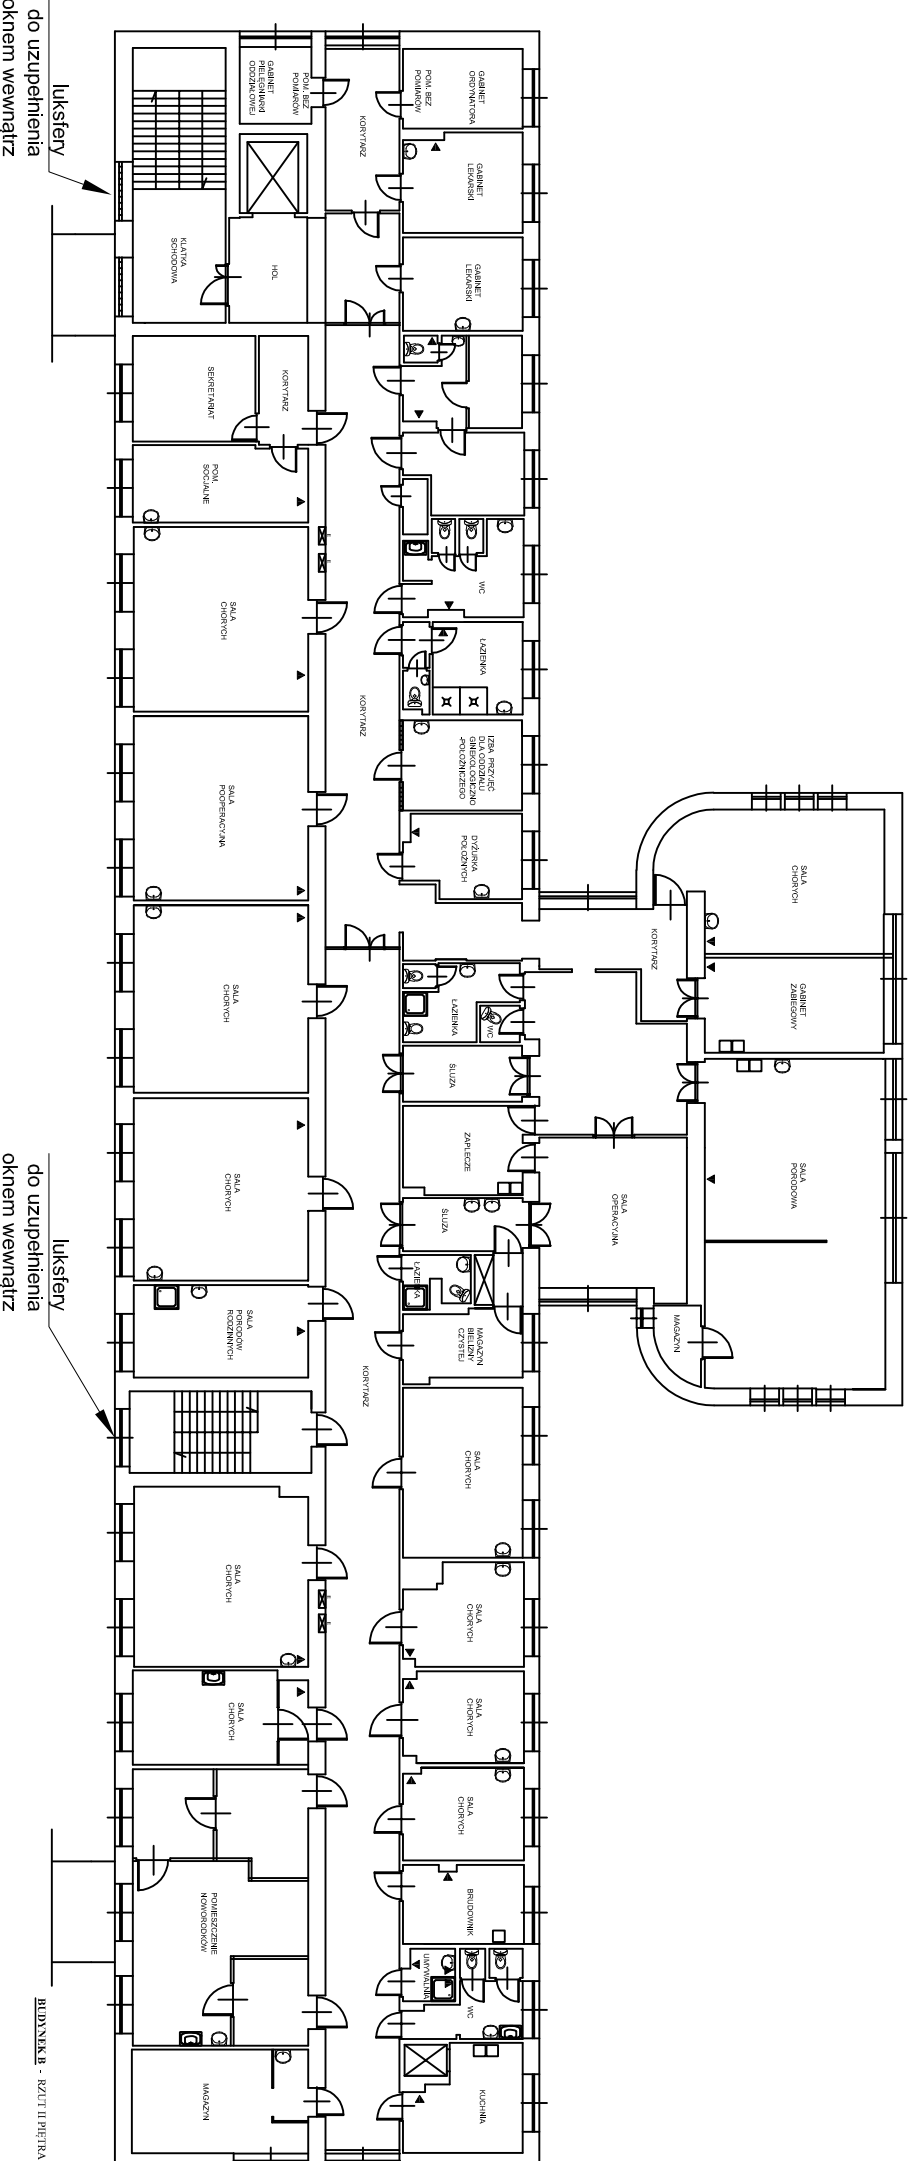 luksfery
do uzupełnienia
oknem wewnątrz
POM. BEZ
POMIARÓW
GABINET
PIELĘGNIARKI
ODDZIAŁOWEJ
KORYTARZ
GABINET
ORDYNATORA
POM. BEZ
POMIARÓW
GABINET
LEKARSKI
GABINET
LEKARSKI
KLATKA
SCHODOWA
HOL
SEKRETARIAT
KORYTARZ
POM.
SOCJALNE
WC
SALA
CHORYCH
ŁAZIENKA
KORYTARZ
SALA
POOPERACYJNA
IZBA PRZYJĘĆ
DLA ODDZIAŁU
GINEKOLOGICZNO
-POŁOŻNICZEGO
DYŻURKA
POŁOŻNYCH
SALA
CHORYCH
KORYTARZ
GABINET
ZABIEGOWY
SALA
CHORYCH
ŁAZIENKA
WC
ŚLUZA
ZAPLECZE
SALA
CHORYCH
SALA
PORODOWA
SALA
OPERACYJNA
ŚLUZA
ŁAZIENKA
MAGAZYN
BIELIZNY
CZYSTEJ
MAGAZYN
SALA
PORODÓW
RODZINNYCH
luksfery
do uzupełnienia
oknem wewnątrz
KORYTARZ
SALA
CHORYCH
SALA
CHORYCH
SALA
CHORYCH
SALA
CHORYCH
SALA
CHORYCH
SALA
CHORYCH
BRUDOWNIK
POMIESZCZENIE
NOWORODKÓW
UMYWALNIA
WC
MAGAZYN
KUCHNIA
BUDYNEK B - RZUT II PIĘTRA